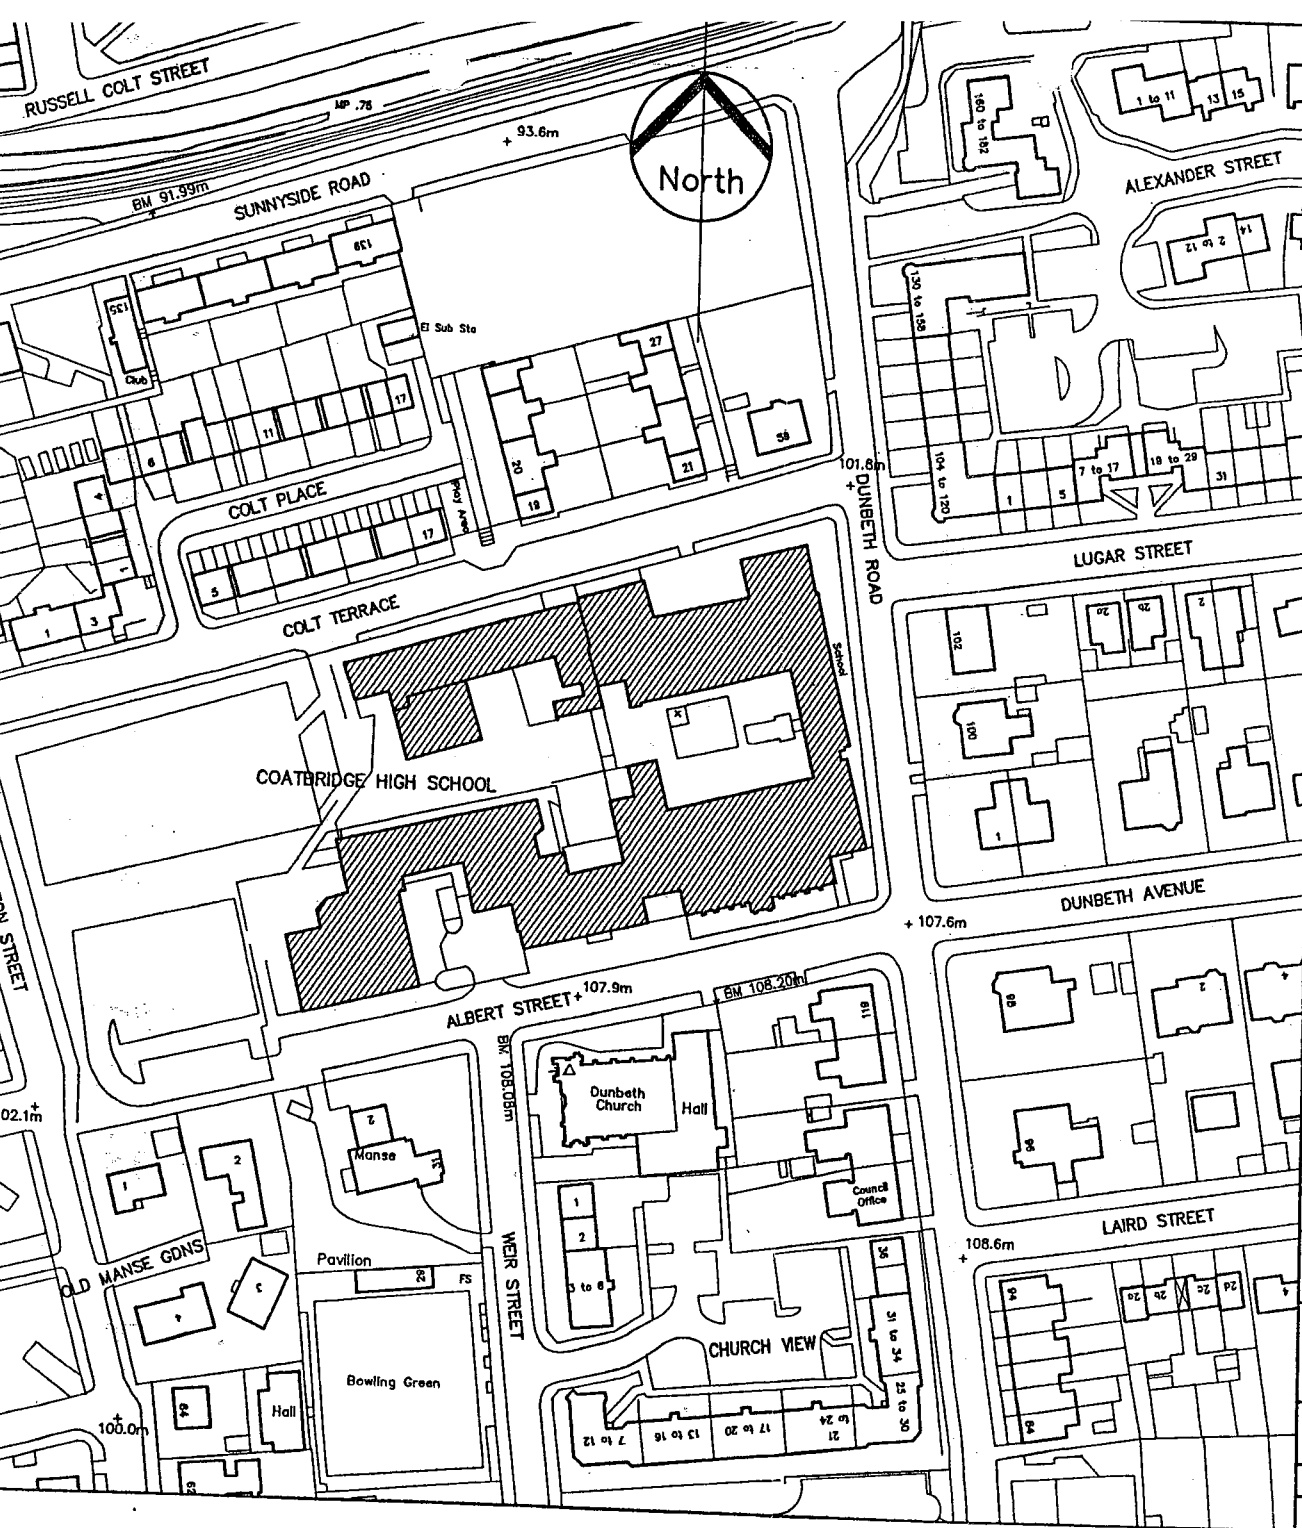 RUSSELL COLT STREET
MP .75
93.6m
North
160 to 182
1 to 11
13
15
ALEXANDER STREET
BM 91.99m
SUNNYSIDE ROAD
139
2 to 12
14
135
El Sub Sta
130 to 158
Club
27
17
11
6
59
20
21
19
101.8m
104 to 120
7 to 17
18 to 29
31
1
5
4
COLT PLACE
Play Area
17
DUNBETH ROAD
LUGAR STREET
1
5
1
3
COLT TERRACE
102
2a
2b
2
School
100
COATBRIDGE HIGH SCHOOL
1
DUNBETH AVENUE
107.6m
STREET
98
2
4
107.9m
BM 108.20m
ALBERT STREET
118
BM 108.08m
Dunbeth
Church
Hall
02.1m
2
Manse
96
1
2
Council
Office
1
2
LAIRD STREET
108.6m
36
OLD MANSE GDNS
Pavilion
28
FS
WEIR STREET
3 to 6
3
4
94
2a
2b
2c
2d
4
31 to 34
CHURCH VIEW
Bowling Green
64
Hall
100.0m
25 to 30
7 to 12
13 to 16
17 to 20
21
to 24
84
62